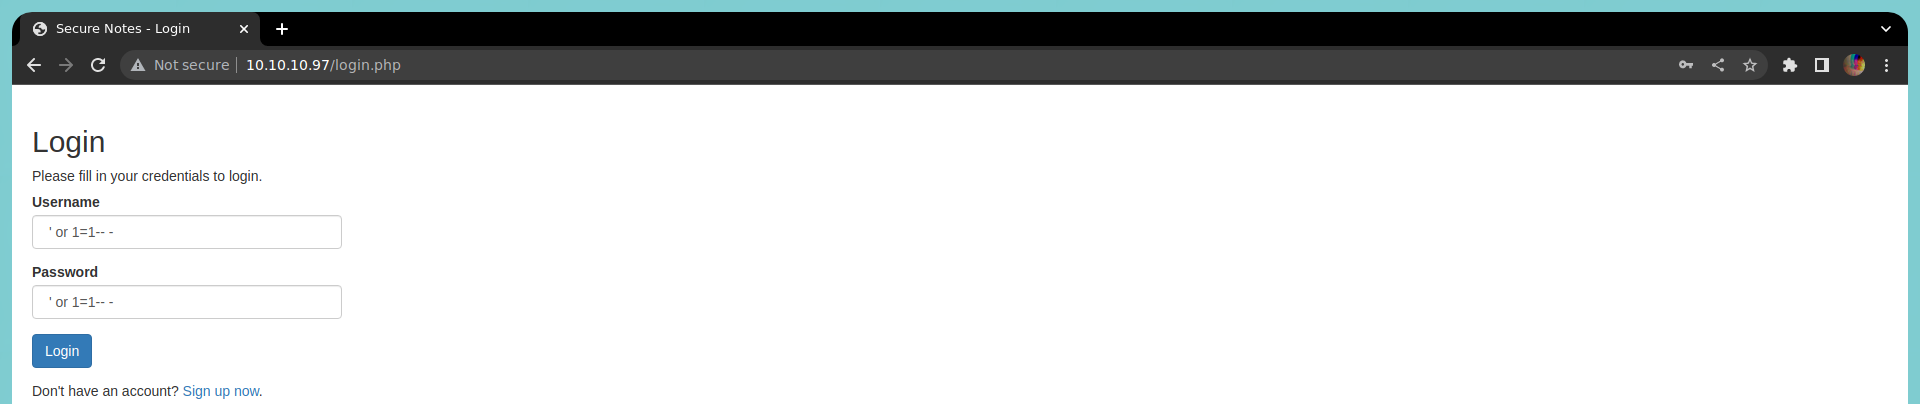 Secure Notes - Login
Not secure | 10.10.10.97/login.php
Login
Please fill in your credentials to login.
Username
' or 1=1-- -
Password
' or 1=1-- -
Login
Don't have an account? Sign up now.